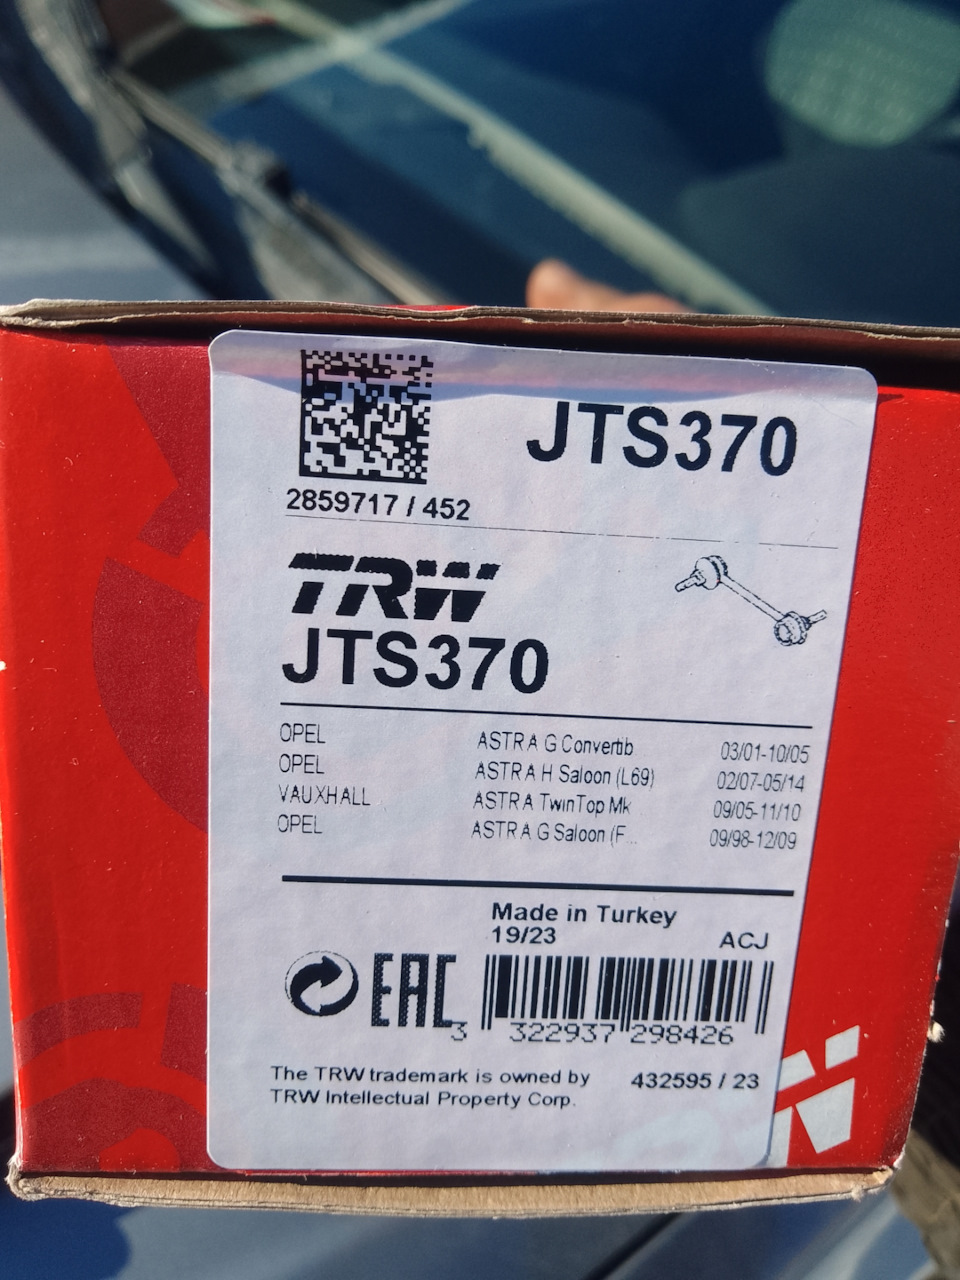 JTS370
2859717 / 452
TRW
JTS370
OPEL ASTRA G Convertib 03/01-10/05
OPEL ASTRA H Saloon (L69) 02/07-05/14
VAUXHALL ASTRA TwinTop Mk 09/05-11/10
OPEL ASTRA G Saloon (F... 09/98-12/09
Made in Turkey
19/23 ACJ
EAC
3 322937 298426
The TRW trademark is owned by 432595 / 23
TRW Intellectual Property Corp.